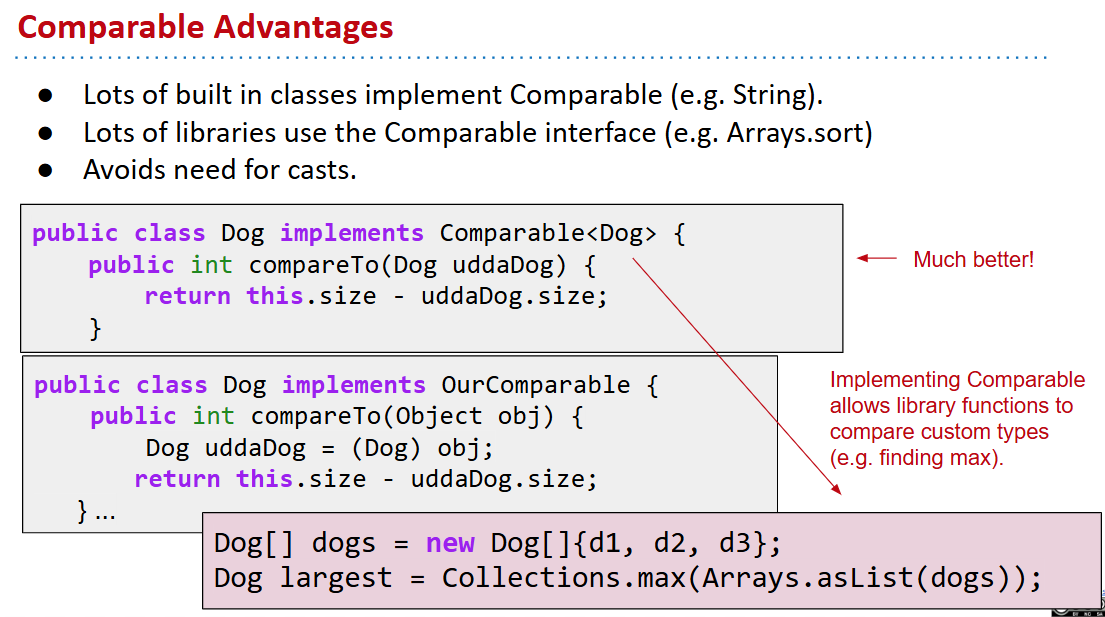 Comparable Advantages
● Lots of built in classes implement Comparable (e.g. String).
● Lots of libraries use the Comparable interface (e.g. Arrays.sort)
● Avoids need for casts.
public class Dog implements Comparable<Dog> {
    public int compareTo(Dog uddaDog) {
        return this.size - uddaDog.size;
    }
Much better!
public class Dog implements OurComparable {
    public int compareTo(Object obj) {
        Dog uddaDog = (Dog) obj;
        return this.size - uddaDog.size;
    } ...
Implementing Comparable
allows library functions to
compare custom types
(e.g. finding max).
Dog[] dogs = new Dog[]{d1, d2, d3};
Dog largest = Collections.max(Arrays.asList(dogs));
BY NC SA